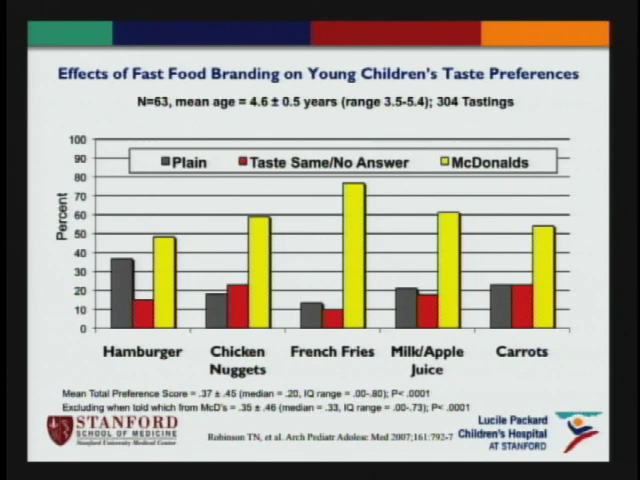 Effects of Fast Food Branding on Young Children's Taste Preferences
N=63, mean age = 4.6 ± 0.5 years (range 3.5-5.4); 304 Tastings
Plain Taste Same/No Answer McDonalds
Percent
100
90
80
70
60
50
40
30
20
10
0
Hamburger Chicken Nuggets French Fries Milk/Apple Juice Carrots
Mean Total Preference Score = .37 ± .45 (median = .20, IQ range = .00-.80); P< .0001
Excluding when told which from McD's = .35 ± .46 (median = .33, IQ range = .00-.73); P< .0001
STANFORD
SCHOOL OF MEDICINE
Stanford University Medical Center
Robinson TN, et al. Arch Pediatr Adolesc Med 2007;161:792-7
Lucile Packard
Children's Hospital
AT STANFORD